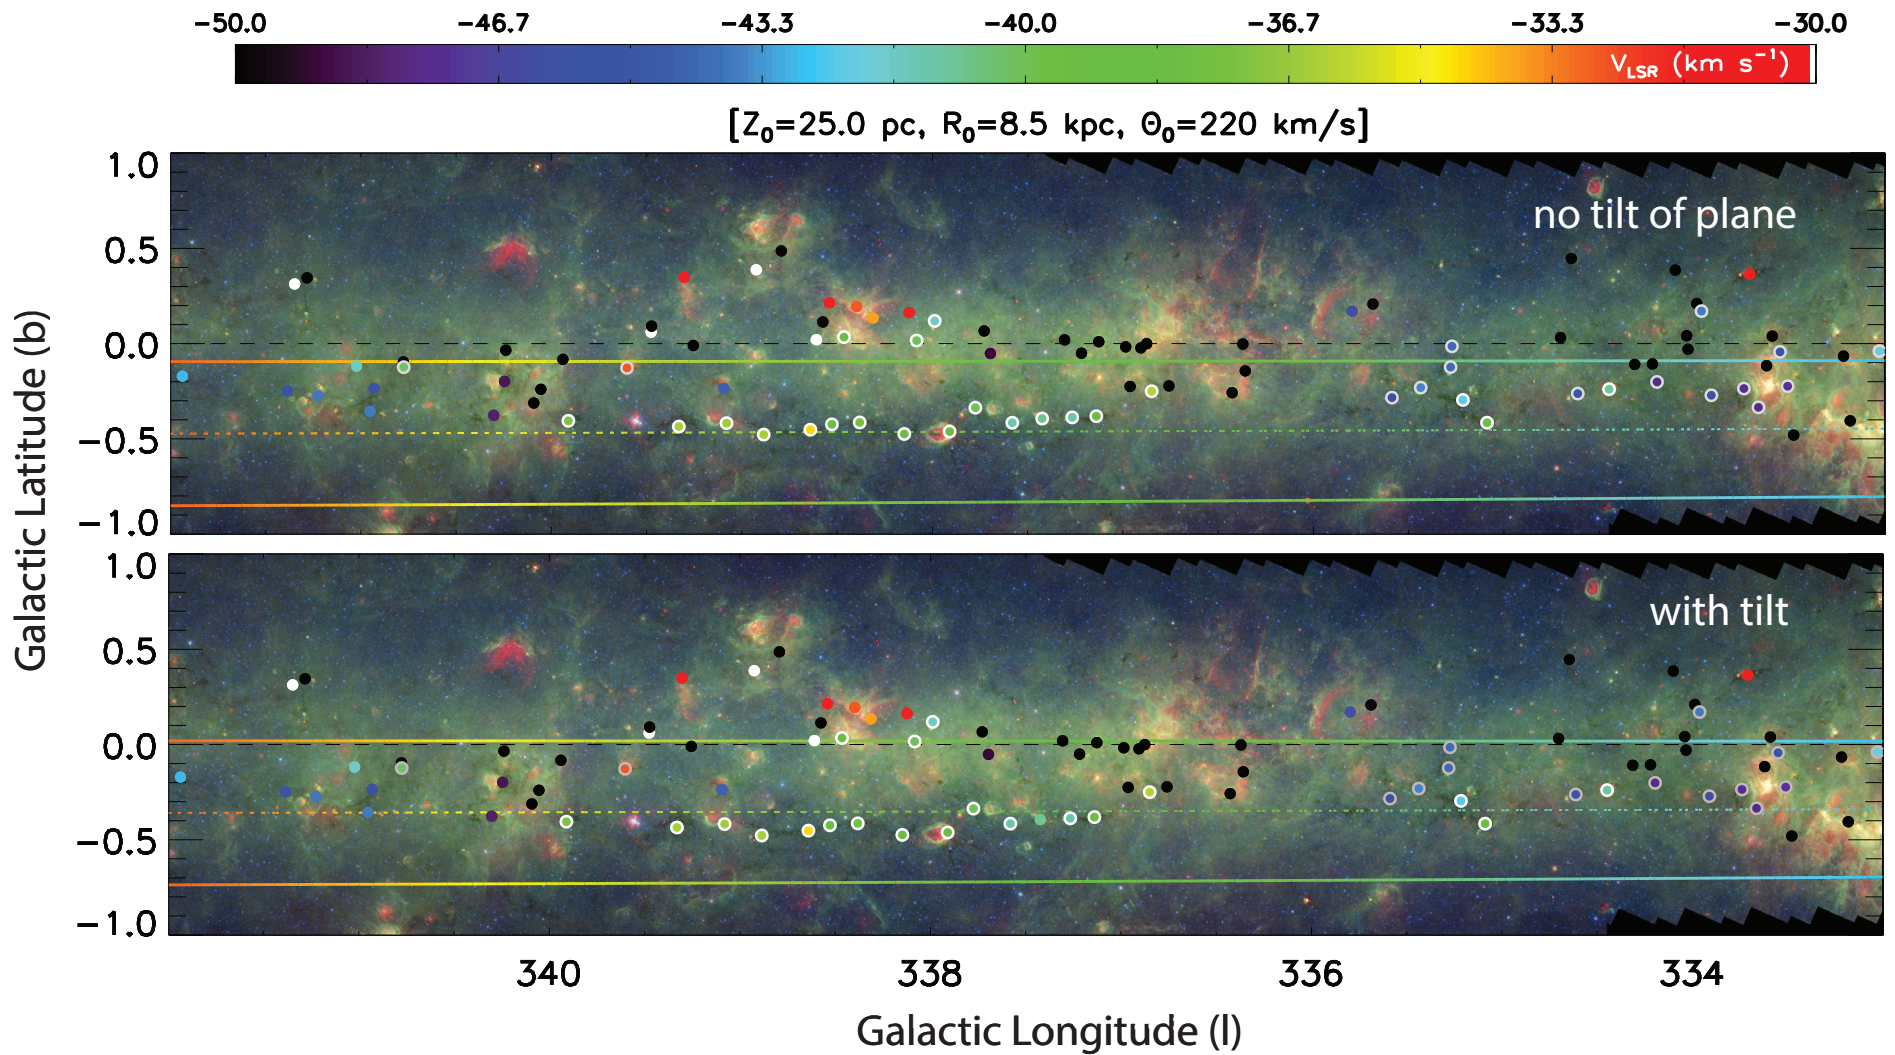 −50.0 −46.7 −43.3 −40.0 −36.7 −33.3 −30.0
V_LSR (km s⁻¹)
[Z₀=25.0 pc, R₀=8.5 kpc, Θ₀=220 km/s]
1.0
no tilt of plane
0.5
0.0
−0.5
−1.0
Galactic Latitude (b)
1.0
with tilt
0.5
0.0
−0.5
−1.0
340 338 336 334
Galactic Longitude (l)